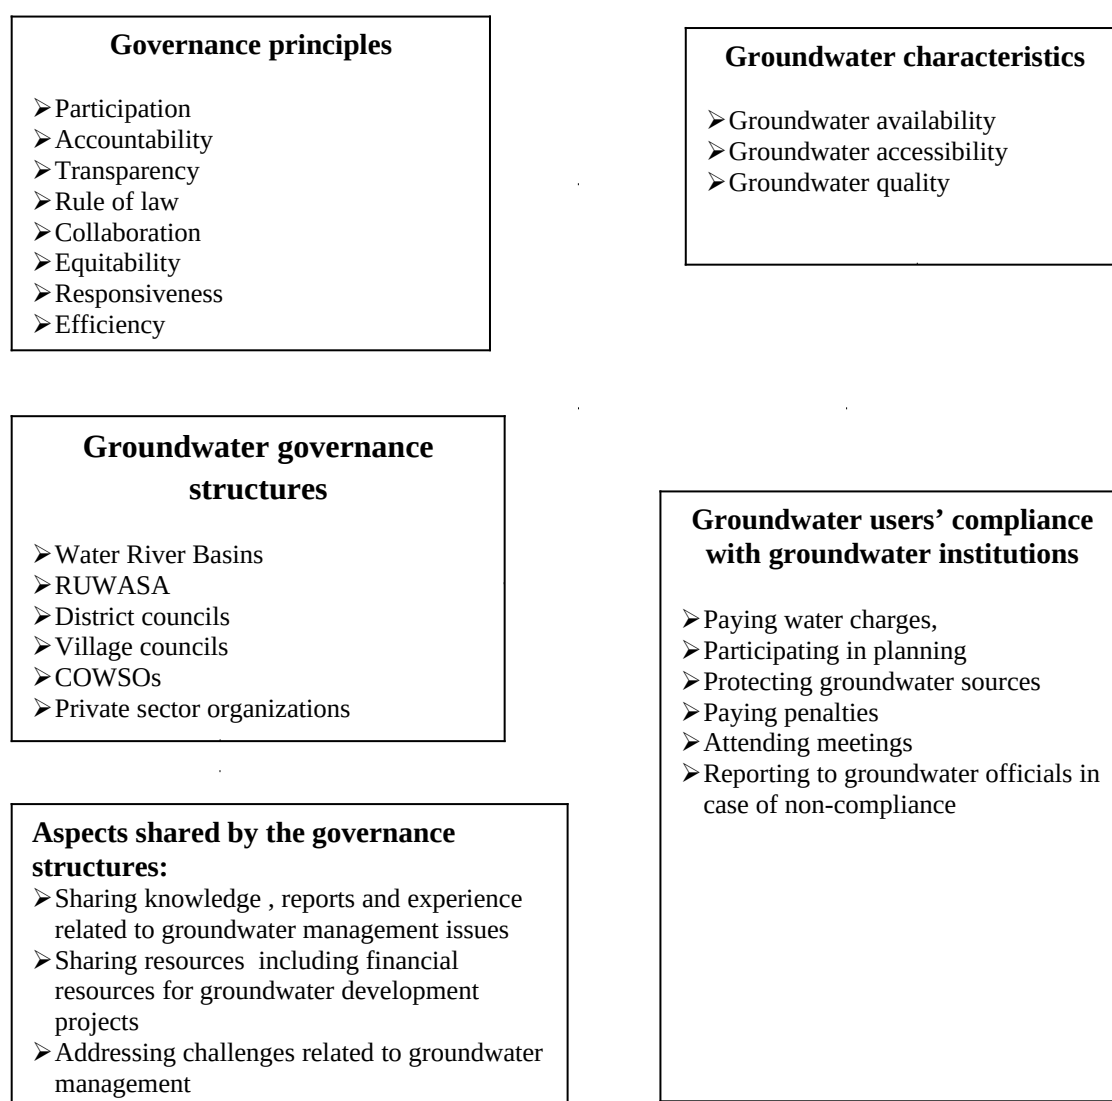 Governance principles
➢Participation
➢Accountability
➢Transparency
➢Rule of law
➢Collaboration
➢Equitability
➢Responsiveness
➢Efficiency
Groundwater characteristics
➢Groundwater availability
➢Groundwater accessibility
➢Groundwater quality
Groundwater governance
structures
➢Water River Basins
➢RUWASA
➢District councils
➢Village councils
➢COWSOs
➢Private sector organizations
Groundwater users’ compliance
with groundwater institutions
➢Paying water charges,
➢Participating in planning
➢Protecting groundwater sources
➢Paying penalties
➢Attending meetings
➢Reporting to groundwater officials in
case of non-compliance
Aspects shared by the governance
structures:
➢Sharing knowledge , reports and experience
related to groundwater management issues
➢Sharing resources  including financial
resources for groundwater development
projects
➢Addressing challenges related to groundwater
management